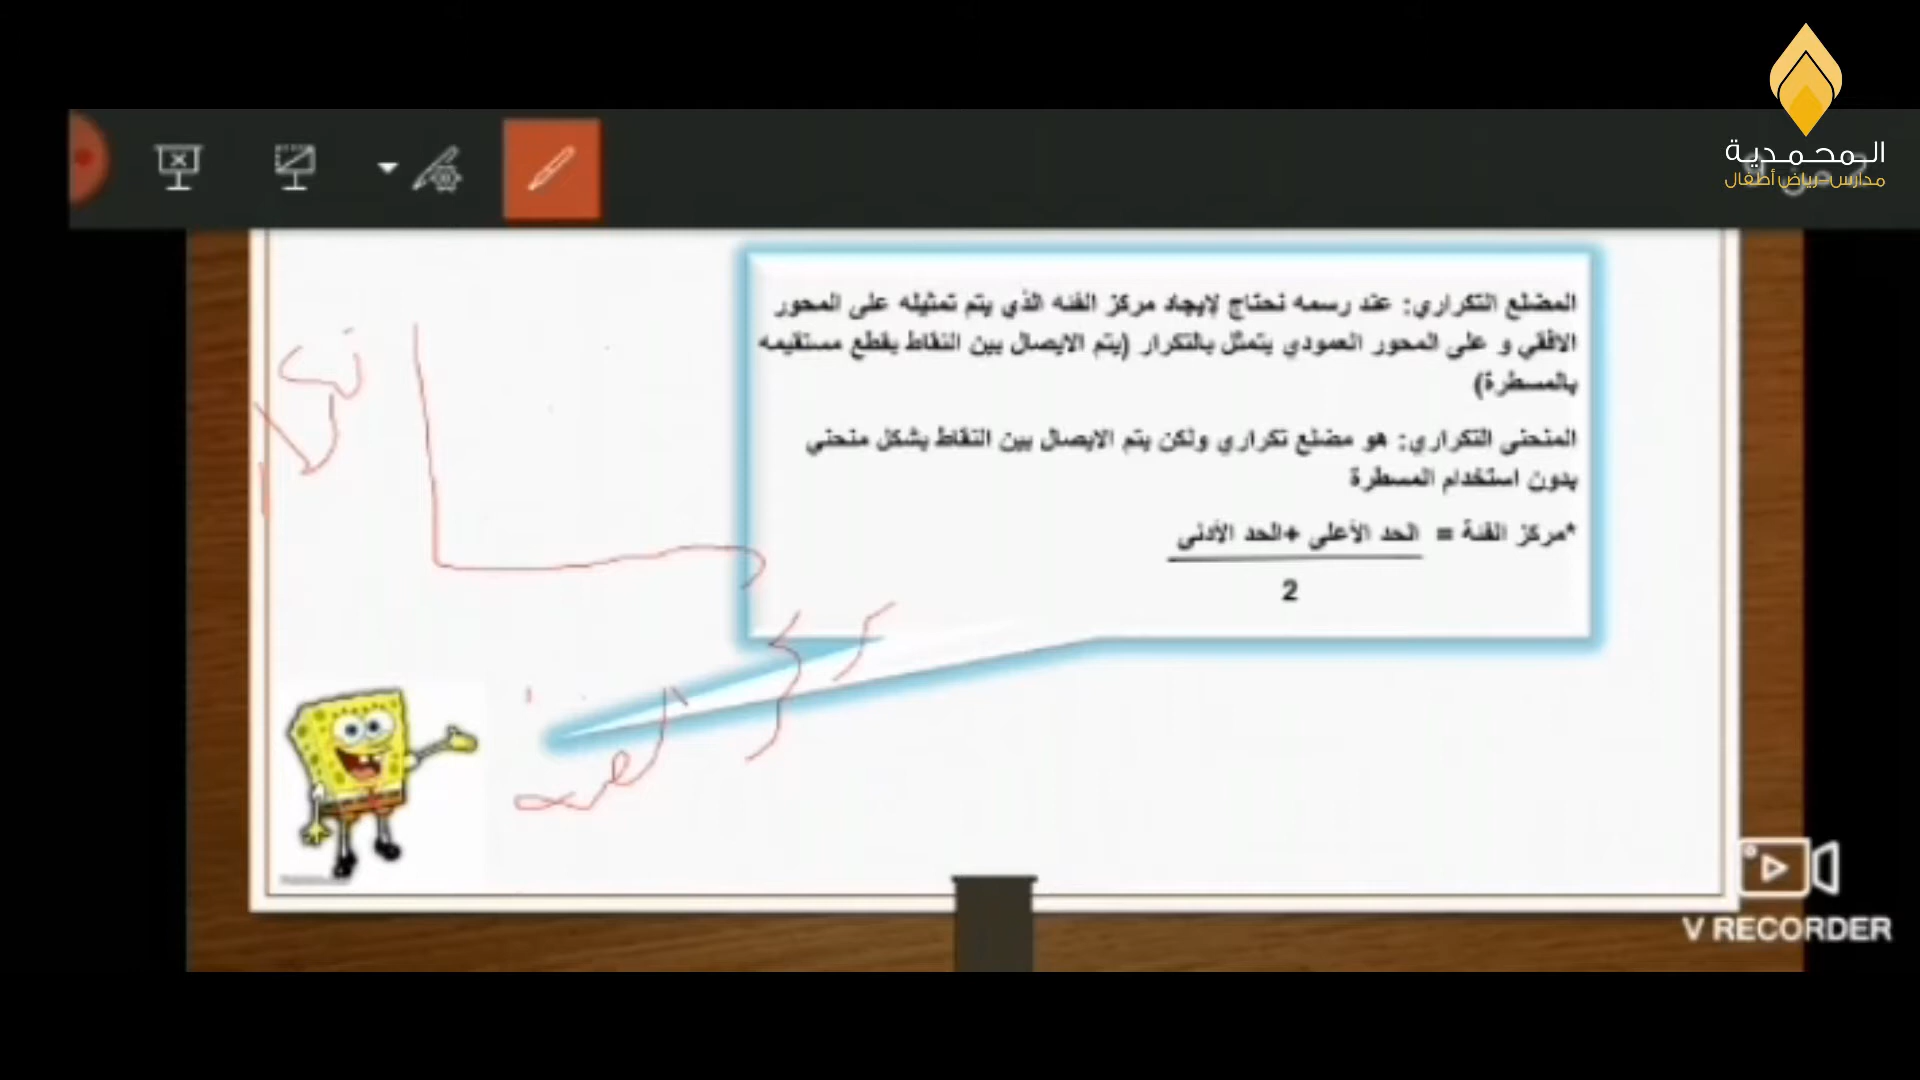 المحمدية
مدارس-رياض أطفال
المضلع التكراري: عند رسمه نحتاج لإيجاد مركز الفئه الذي يتم تمثيله على المحور
الافقي و على المحور العمودي يتمثل بالتكرار (يتم الايصال بين النقاط بقطع مستقيمه
بالمسطرة)
المنحنى التكراري: هو مضلع تكراري ولكن يتم الايصال بين النقاط بشكل منحني
بدون استخدام المسطرة
*مركز الفئة = الحد الأعلى +الحد الأدنى
2
V RECORDER